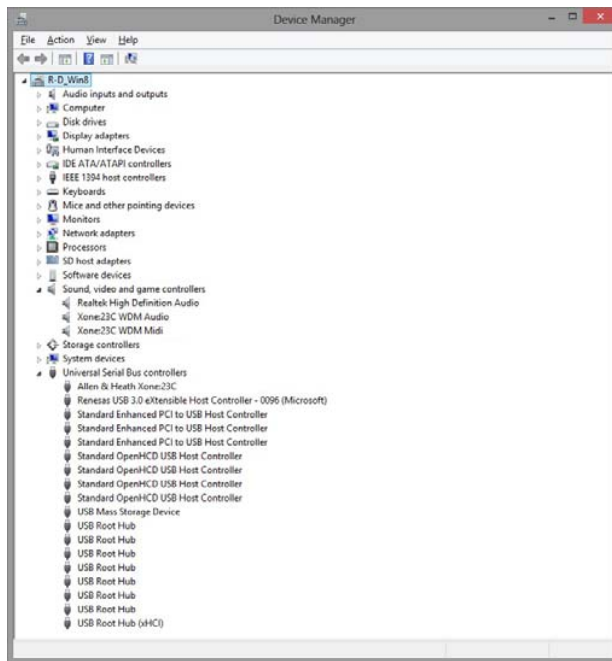 Device Manager
File Action View Help
R-D_Win8
Audio inputs and outputs
Computer
Disk drives
Display adapters
Human Interface Devices
IDE ATA/ATAPI controllers
IEEE 1394 host controllers
Keyboards
Mice and other pointing devices
Monitors
Network adapters
Processors
SD host adapters
Software devices
Sound, video and game controllers
Realtek High Definition Audio
Xone:23C WDM Audio
Xone:23C WDM Midi
Storage controllers
System devices
Universal Serial Bus controllers
Allen & Heath Xone:23C
Renesas USB 3.0 eXtensible Host Controller - 0096 (Microsoft)
Standard Enhanced PCI to USB Host Controller
Standard Enhanced PCI to USB Host Controller
Standard Enhanced PCI to USB Host Controller
Standard OpenHCD USB Host Controller
Standard OpenHCD USB Host Controller
Standard OpenHCD USB Host Controller
Standard OpenHCD USB Host Controller
USB Mass Storage Device
USB Root Hub
USB Root Hub
USB Root Hub
USB Root Hub
USB Root Hub
USB Root Hub
USB Root Hub
USB Root Hub (xHCI)